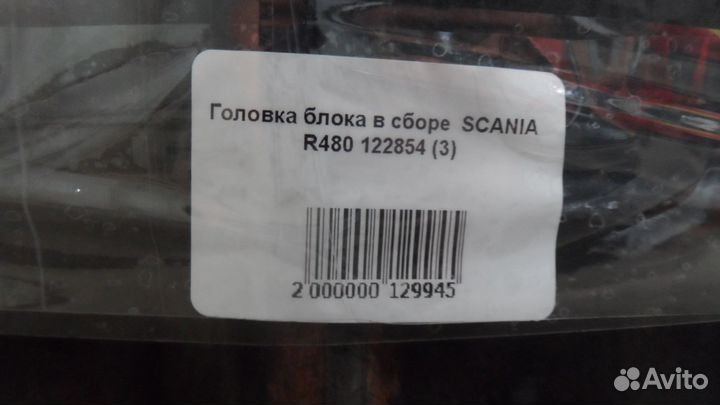 Головка блока в сборе SCANIA
R480 122854 (3)
2 000000 129945
Avito